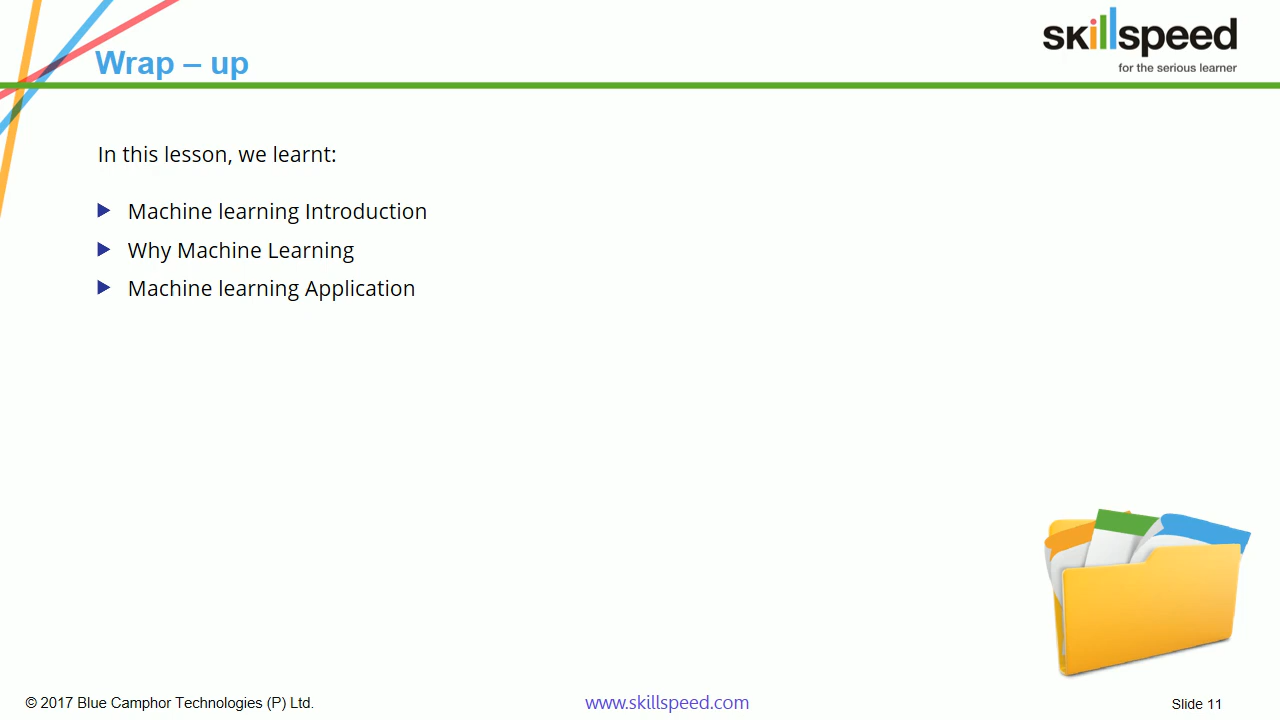 skillspeed
for the serious learner
Wrap – up
In this lesson, we learnt:
Machine learning Introduction
Why Machine Learning
Machine learning Application
© 2017 Blue Camphor Technologies (P) Ltd.
www.skillspeed.com
Slide 11